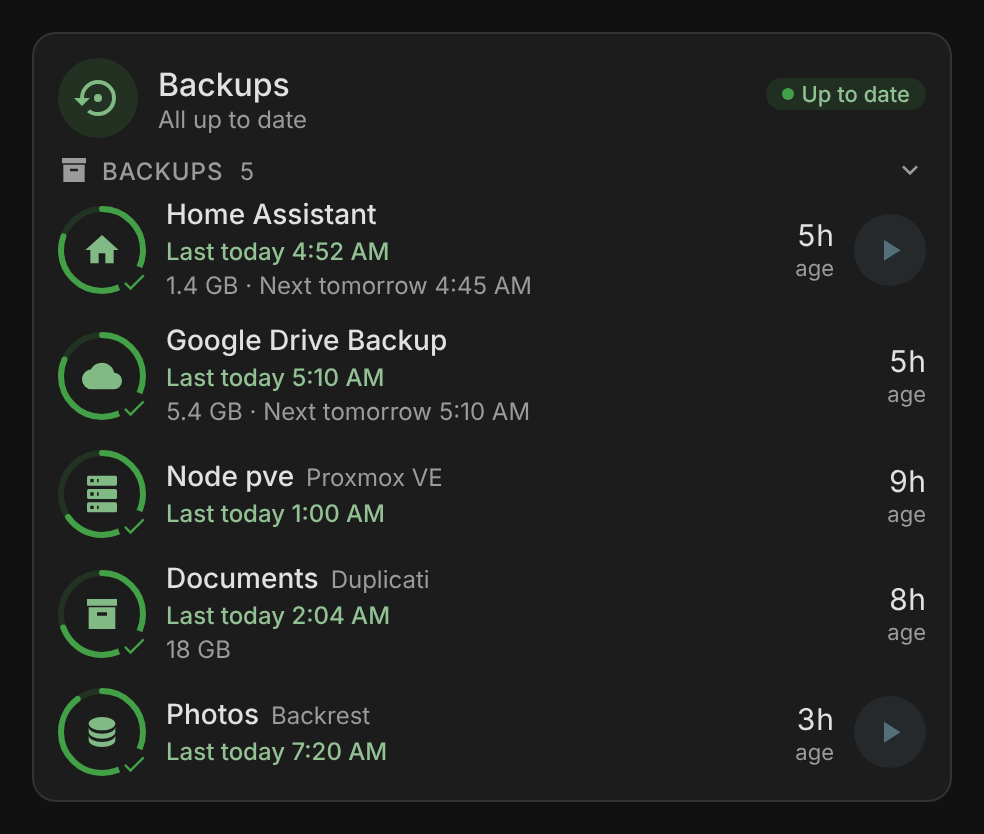 Backups
All up to date
Up to date
BACKUPS 5
Home Assistant
Last today 4:52 AM
1.4 GB · Next tomorrow 4:45 AM
5h
age
Google Drive Backup
Last today 5:10 AM
5.4 GB · Next tomorrow 5:10 AM
5h
age
Node pve Proxmox VE
Last today 1:00 AM
9h
age
Documents Duplicati
Last today 2:04 AM
18 GB
8h
age
Photos Backrest
Last today 7:20 AM
3h
age